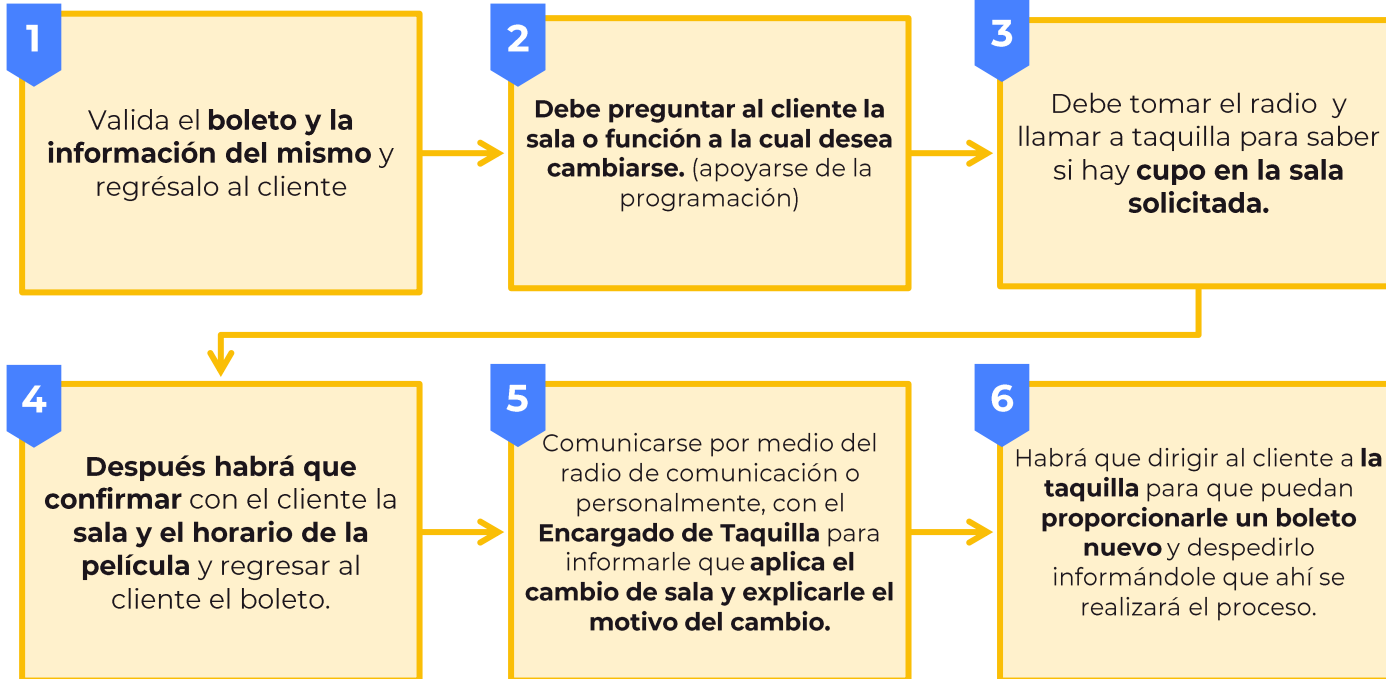 1
Valida el boleto y la
información del mismo y
regrésalo al cliente
2
Debe preguntar al cliente la
sala o función a la cual desea
cambiarse. (apoyarse de la
programación)
3
Debe tomar el radio y
llamar a taquilla para saber
si hay cupo en la sala
solicitada.
4
Después habrá que
confirmar con el cliente la
sala y el horario de la
película y regresar al
cliente el boleto.
5
Comunicarse por medio del
radio de comunicación o
personalmente, con el
Encargado de Taquilla para
informarle que aplica el
cambio de sala y explicarle el
motivo del cambio.
6
Habrá que dirigir al cliente a la
taquilla para que puedan
proporcionarle un boleto
nuevo y despedirlo
informándole que ahí se
realizará el proceso.